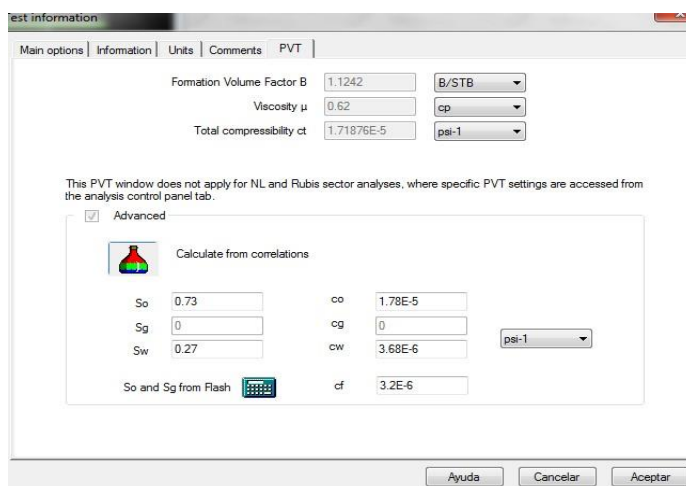 est information
Main options Information Units Comments PVT
Formation Volume Factor B 1.1242 B/STB
Viscosity µ 0.62 cp
Total compressibility ct 1.71876E-5 psi-1
This PVT window does not apply for NL and Rubis sector analyses, where specific PVT settings are accessed from
the analysis control panel tab.
Advanced
Calculate from correlations
So 0.73 co 1.78E-5
Sg 0 cg 0
psi-1
Sw 0.27 cw 3.68E-6
So and Sg from Flash cf 3.2E-6
Ayuda Cancelar Aceptar